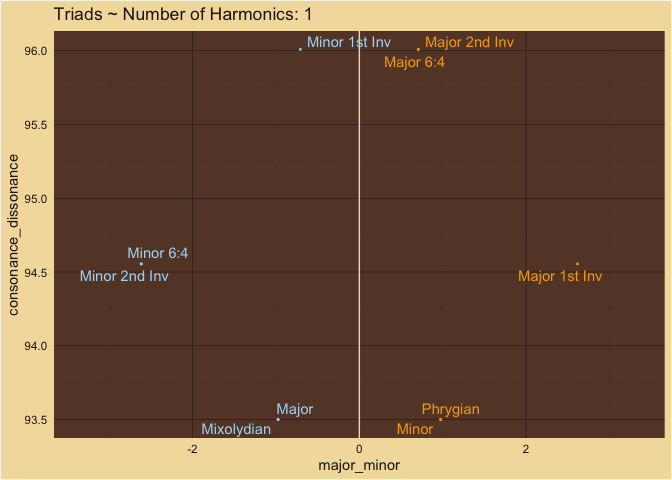 Triads ~ Number of Harmonics: 1
96.0
95.5
95.0
94.5
94.0
93.5
consonance_dissonance
Minor 1st Inv
Major 2nd Inv
Major 6:4
Minor 6:4
Minor 2nd Inv
Major 1st Inv
Major
Phrygian
Mixolydian
Minor
-2
0
2
major_minor